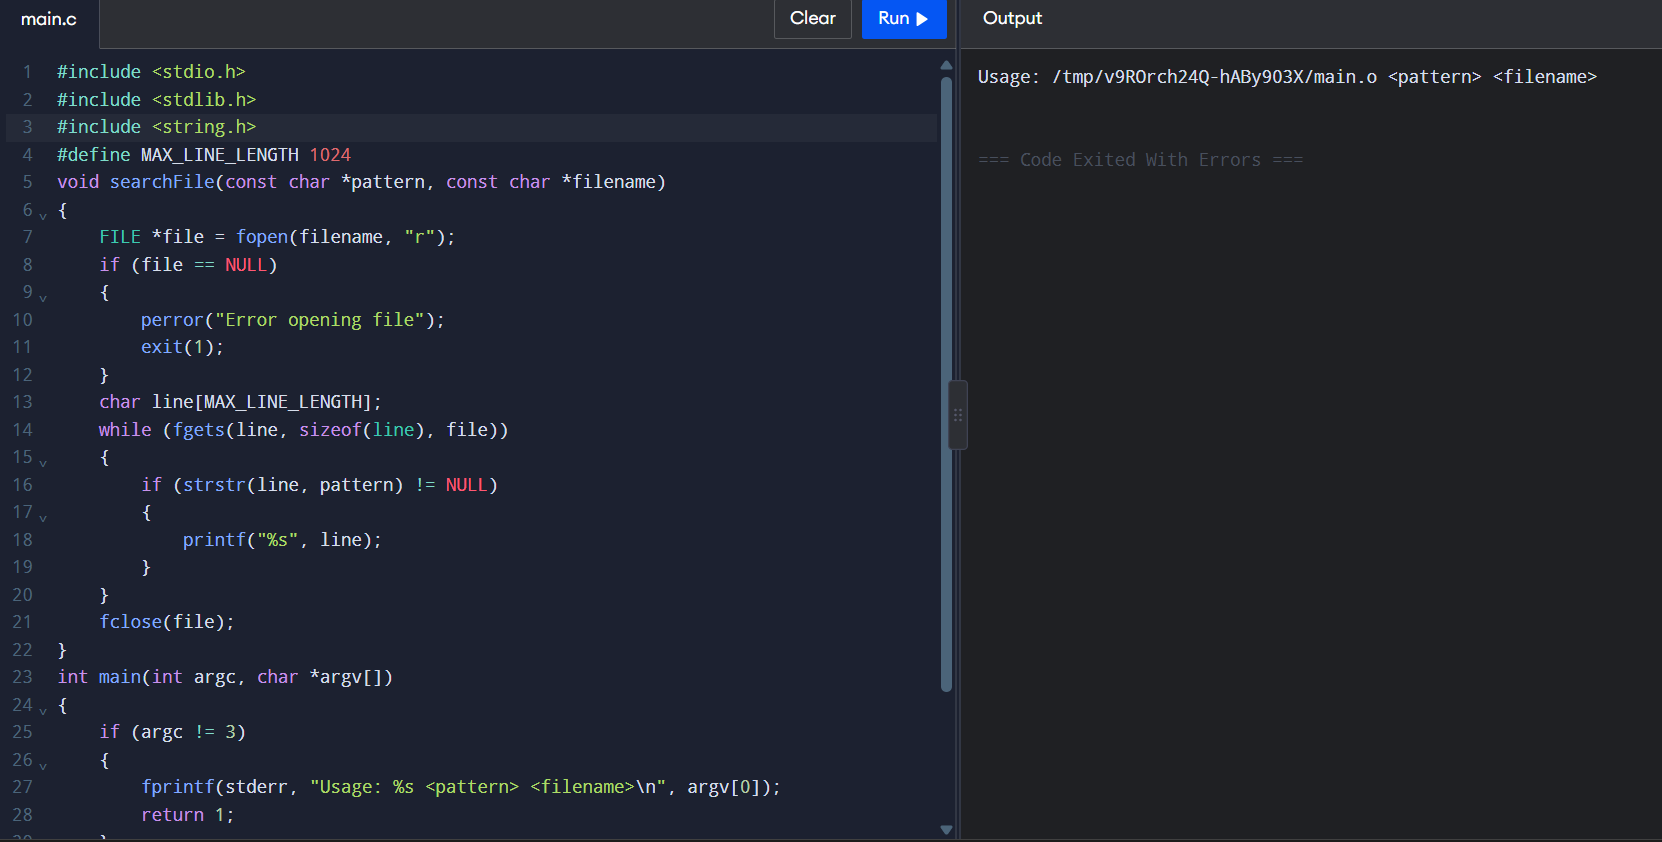 main.c
Clear
Run
Output
1 #include <stdio.h>
2 #include <stdlib.h>
3 #include <string.h>
4 #define MAX_LINE_LENGTH 1024
5 void searchFile(const char *pattern, const char *filename)
6 {
7     FILE *file = fopen(filename, "r");
8     if (file == NULL)
9     {
10         perror("Error opening file");
11         exit(1);
12     }
13     char line[MAX_LINE_LENGTH];
14     while (fgets(line, sizeof(line), file))
15     {
16         if (strstr(line, pattern) != NULL)
17         {
18             printf("%s", line);
19         }
20     }
21     fclose(file);
22 }
23 int main(int argc, char *argv[])
24 {
25     if (argc != 3)
26     {
27         fprintf(stderr, "Usage: %s <pattern> <filename>\n", argv[0]);
28         return 1;
Usage: /tmp/v9ROrch24Q-hABy903X/main.o <pattern> <filename>
=== Code Exited With Errors ===